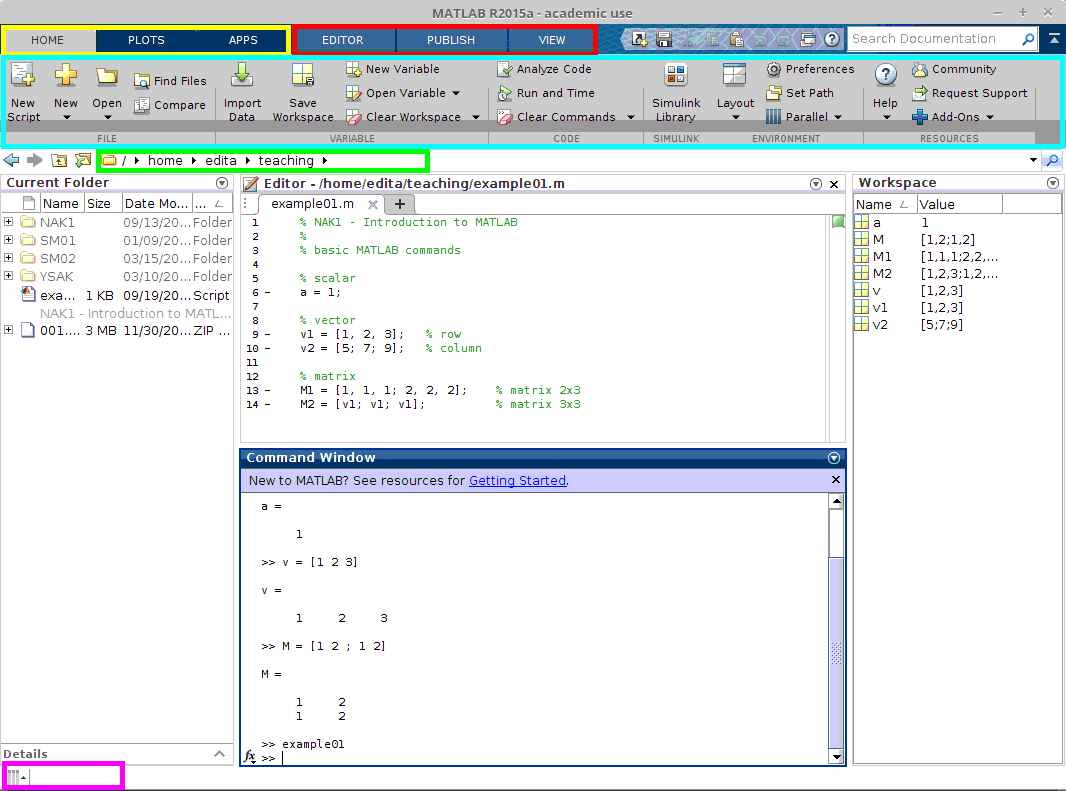 MATLAB R2015a - academic use
HOME PLOTS APPS EDITOR PUBLISH VIEW Search Documentation
New Script New Open Find Files Compare
FILE
Import Data Save Workspace New Variable Open Variable Clear Workspace
VARIABLE
Analyze Code Run and Time Clear Commands
CODE
Simulink Library
SIMULINK
Layout Preferences Set Path Parallel
ENVIRONMENT
Help Community Request Support Add-Ons
RESOURCES
/ home edita teaching
Current Folder
Name Size Date Mo... ...
NAK1 09/13/20... Folder
SM01 01/09/20... Folder
SM02 03/15/20... Folder
YSAK 03/10/20... Folder
exa... 1 KB 09/19/20... Script
NAK1 - Introduction to MATL...
001.... 3 MB 11/30/20... ZIP ...
Details
Editor - /home/edita/teaching/example01.m
example01.m +
1 % NAK1 - Introduction to MATLAB
2 %
3 % basic MATLAB commands
4
5 % scalar
6 - a = 1;
7
8 % vector
9 - v1 = [1, 2, 3]; % row
10 - v2 = [5; 7; 9]; % column
11
12 % matrix
13 - M1 = [1, 1, 1; 2, 2, 2]; % matrix 2x3
14 - M2 = [v1; v1; v1]; % matrix 3x3
Command Window
New to MATLAB? See resources for Getting Started.
a =
1
>> v = [1 2 3]
v =
1 2 3
>> M = [1 2 ; 1 2]
M =
1 2
1 2
>> example01
fx >>
Workspace
Name Value
a 1
M [1,2;1,2]
M1 [1,1,1;2,2,...
M2 [1,2,3;1,2,...
v [1,2,3]
v1 [1,2,3]
v2 [5;7;9]